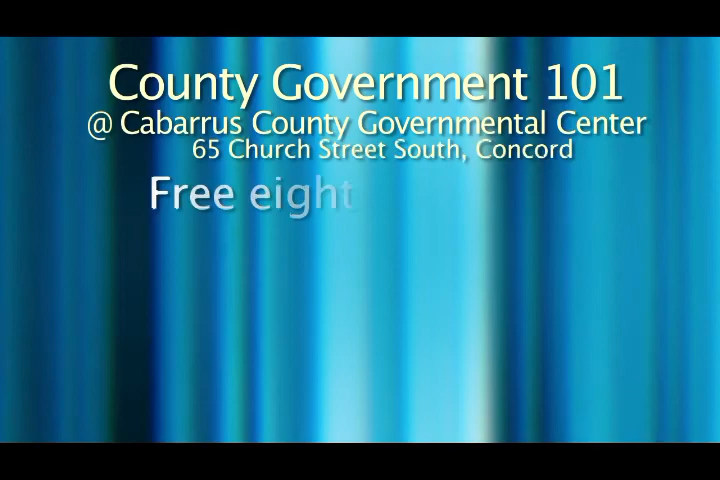 County Government 101
@ Cabarrus County Governmental Center
65 Church Street South, Concord
Free eight